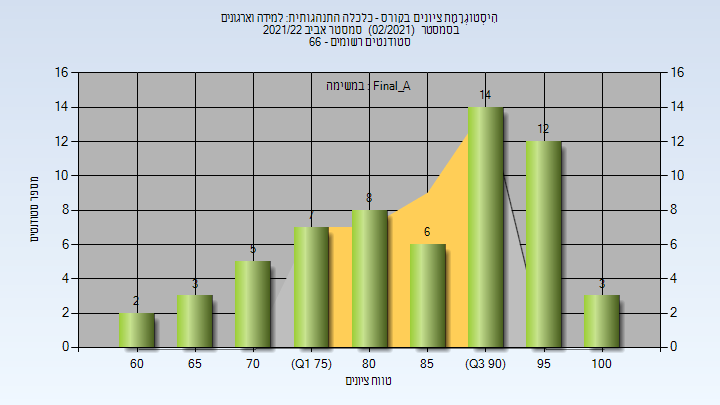 היסטוגרמת ציונים בקורס - כלכלה התנהגותית: למידה וארגונים
בסמסטר (02/2021) סמסטר אביב 2021/22
סטודנטים רשומים - 66
במשימה : Final_A
מספר סטודנטים
16 16
14 14
12 12
10 10
8 8
6 6
4 4
2 2
0 0
2 3 5 7 8 6 14 12 3
60 65 70 (Q1 75) 80 85 (Q3 90) 95 100
טווח ציונים